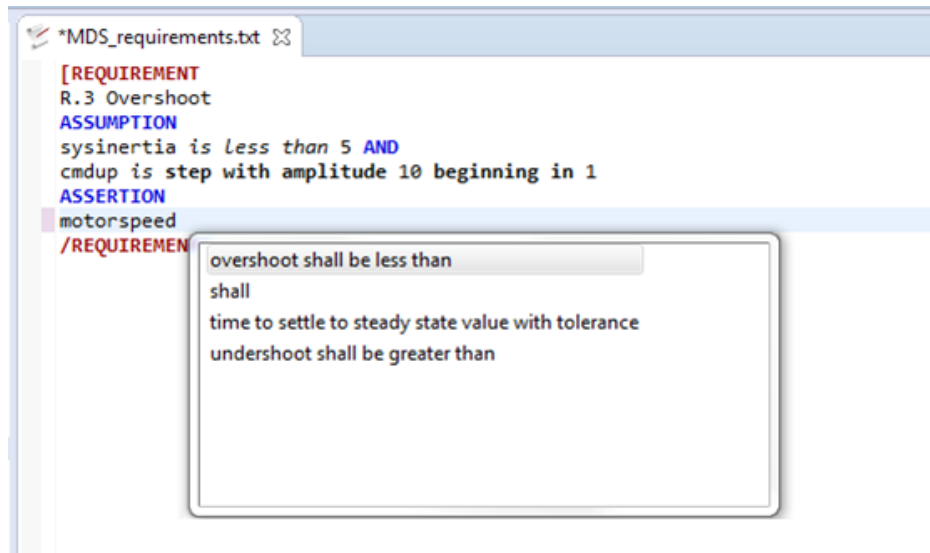 *MDS_requirements.txt
[REQUIREMENT
R.3 Overshoot
ASSUMPTION
sysinertia is less than 5 AND
cmdup is step with amplitude 10 beginning in 1
ASSERTION
motorspeed
/REQUIREMEN
overshoot shall be less than
shall
time to settle to steady state value with tolerance
undershoot shall be greater than